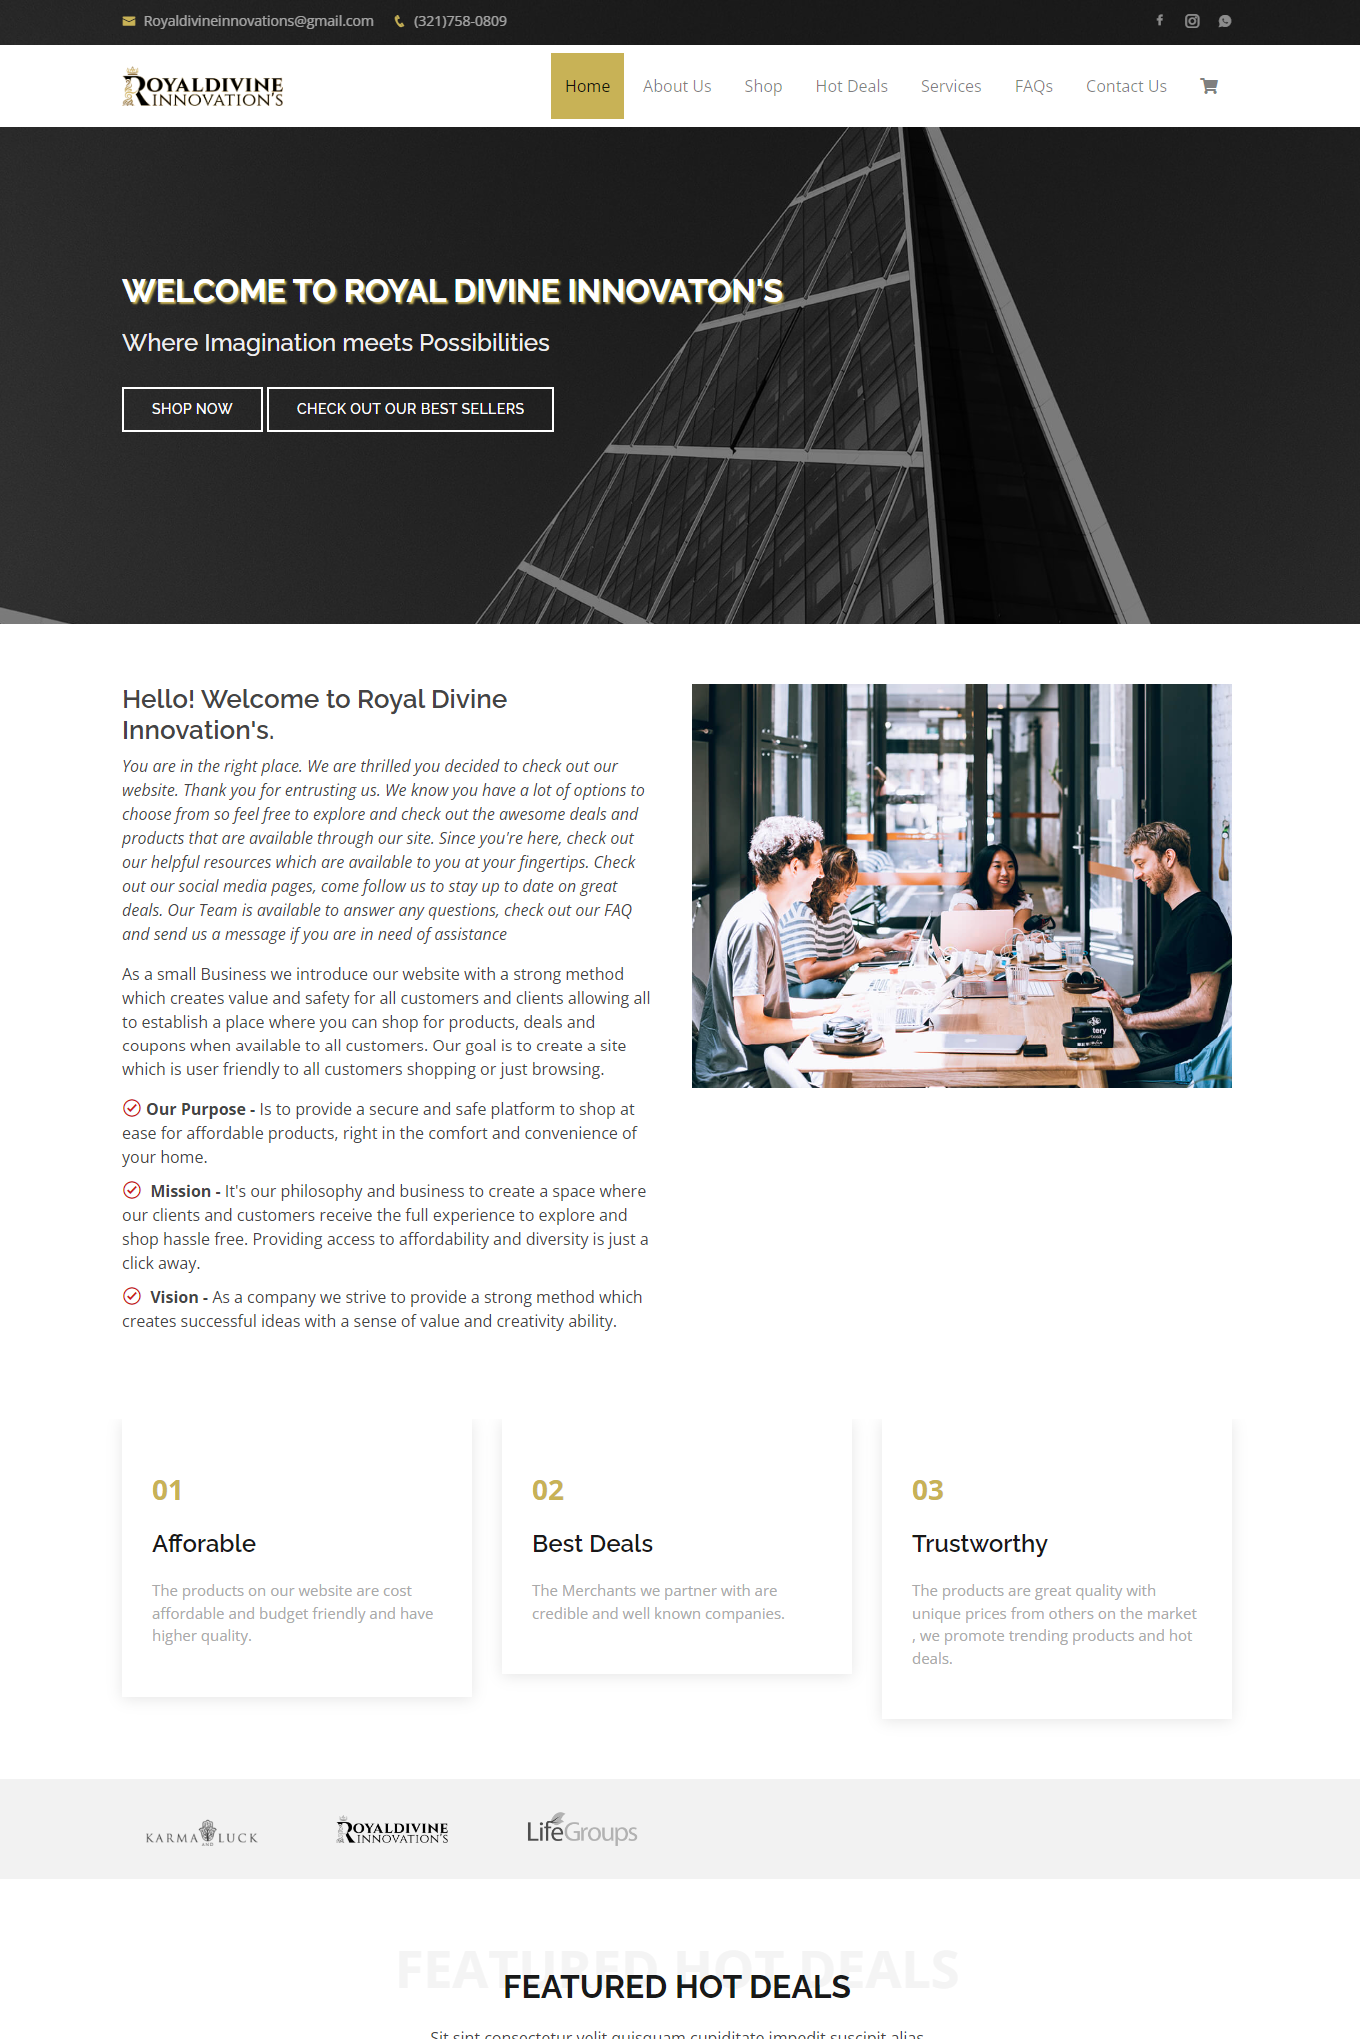 Royaldivineinnovations@gmail.com (321)758-0809
ROYALDIVINE
INNOVATION'S
Home About Us Shop Hot Deals Services FAQs Contact Us
WELCOME TO ROYAL DIVINE INNOVATON'S
Where Imagination meets Possibilities
SHOP NOW CHECK OUT OUR BEST SELLERS
Hello! Welcome to Royal Divine
Innovation's.
You are in the right place. We are thrilled you decided to check out our
website. Thank you for entrusting us. We know you have a lot of options to
choose from so feel free to explore and check out the awesome deals and
products that are available through our site. Since you're here, check out
our helpful resources which are available to you at your fingertips. Check
out our social media pages, come follow us to stay up to date on great
deals. Our Team is available to answer any questions, check out our FAQ
and send us a message if you are in need of assistance
As a small Business we introduce our website with a strong method
which creates value and safety for all customers and clients allowing all
to establish a place where you can shop for products, deals and
coupons when available to all customers. Our goal is to create a site
which is user friendly to all customers shopping or just browsing.
Our Purpose - Is to provide a secure and safe platform to shop at
ease for affordable products, right in the comfort and convenience of
your home.
Mission - It's our philosophy and business to create a space where
our clients and customers receive the full experience to explore and
shop hassle free. Providing access to affordability and diversity is just a
click away.
Vision - As a company we strive to provide a strong method which
creates successful ideas with a sense of value and creativity ability.
tery
01
Afforable
The products on our website are cost
affordable and budget friendly and have
higher quality.
02
Best Deals
The Merchants we partner with are
credible and well known companies.
03
Trustworthy
The products are great quality with
unique prices from others on the market
, we promote trending products and hot
deals.
KARMA AND LUCK
ROYALDIVINE
INNOVATION'S
LifeGroups
FEATURED HOT DEALS
FEATURED HOT DEALS
Sit sint consectetur velit quisquam cupiditate impedit suscipit alias